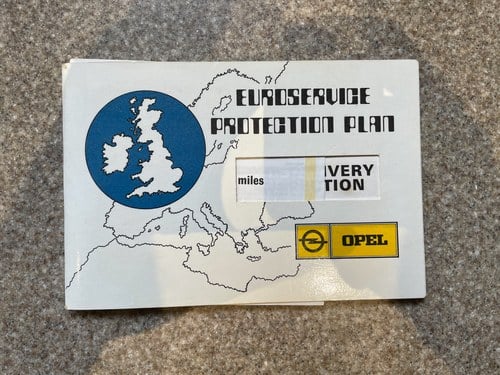 EUROSERVICE
PROTECTION PLAN
miles IVERY
TION
OPEL